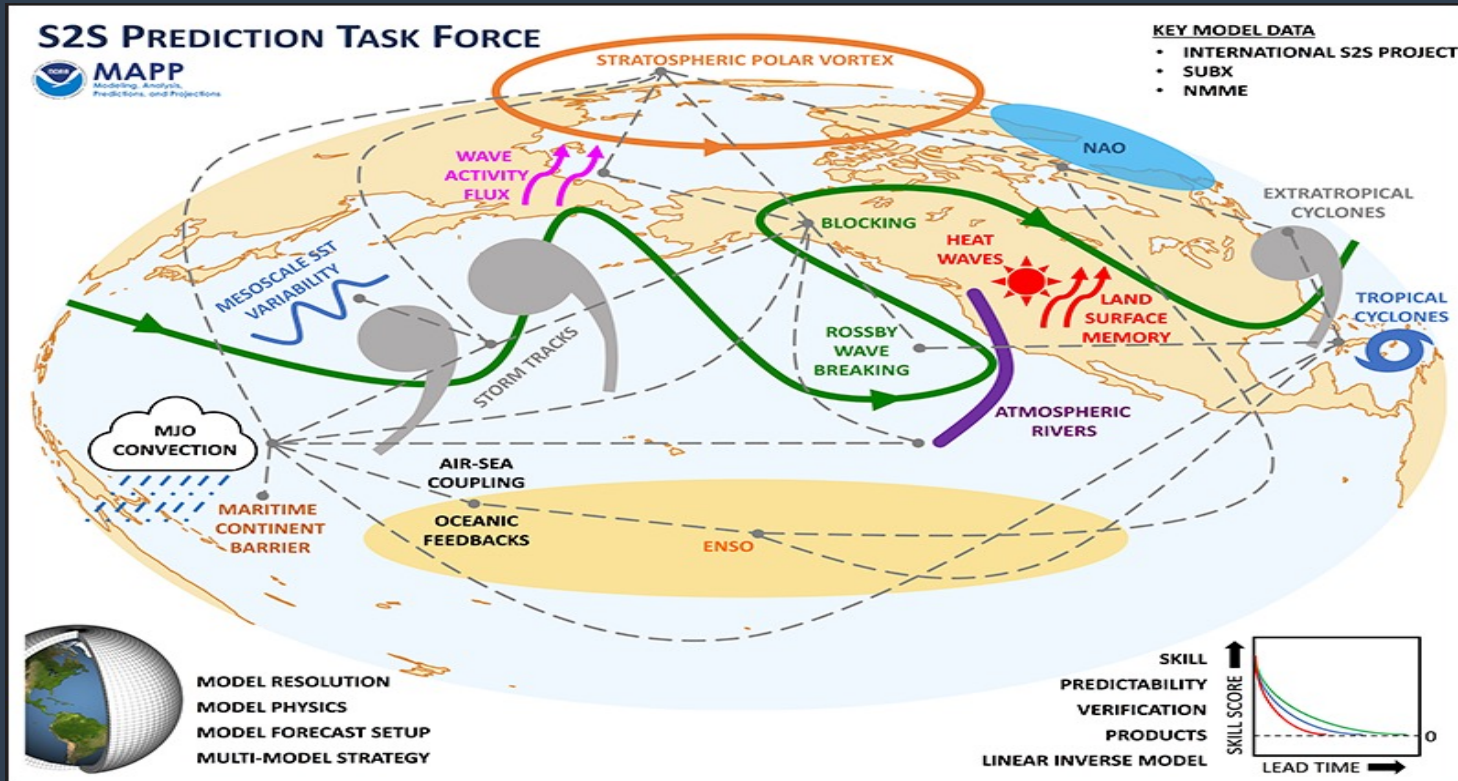 S2S PREDICTION TASK FORCE
MAPP
Modeling, Analysis,
Predictions, and Projections
KEY MODEL DATA
• INTERNATIONAL S2S PROJECT
• SUBX
• NMME
STRATOSPHERIC POLAR VORTEX
NAO
WAVE
ACTIVITY
FLUX
EXTRATROPICAL
CYCLONES
BLOCKING
HEAT
WAVES
MESOSCALE SST
VARIABILITY
LAND
SURFACE
MEMORY
TROPICAL
CYCLONES
STORM TRACKS
ROSSBY
WAVE
BREAKING
ATMOSPHERIC
RIVERS
MJO
CONVECTION
AIR-SEA
COUPLING
MARITIME
CONTINENT
BARRIER
OCEANIC
FEEDBACKS
ENSO
MODEL RESOLUTION
MODEL PHYSICS
MODEL FORECAST SETUP
MULTI-MODEL STRATEGY
SKILL
PREDICTABILITY
VERIFICATION
PRODUCTS
LINEAR INVERSE MODEL
SKILL SCORE
0
LEAD TIME